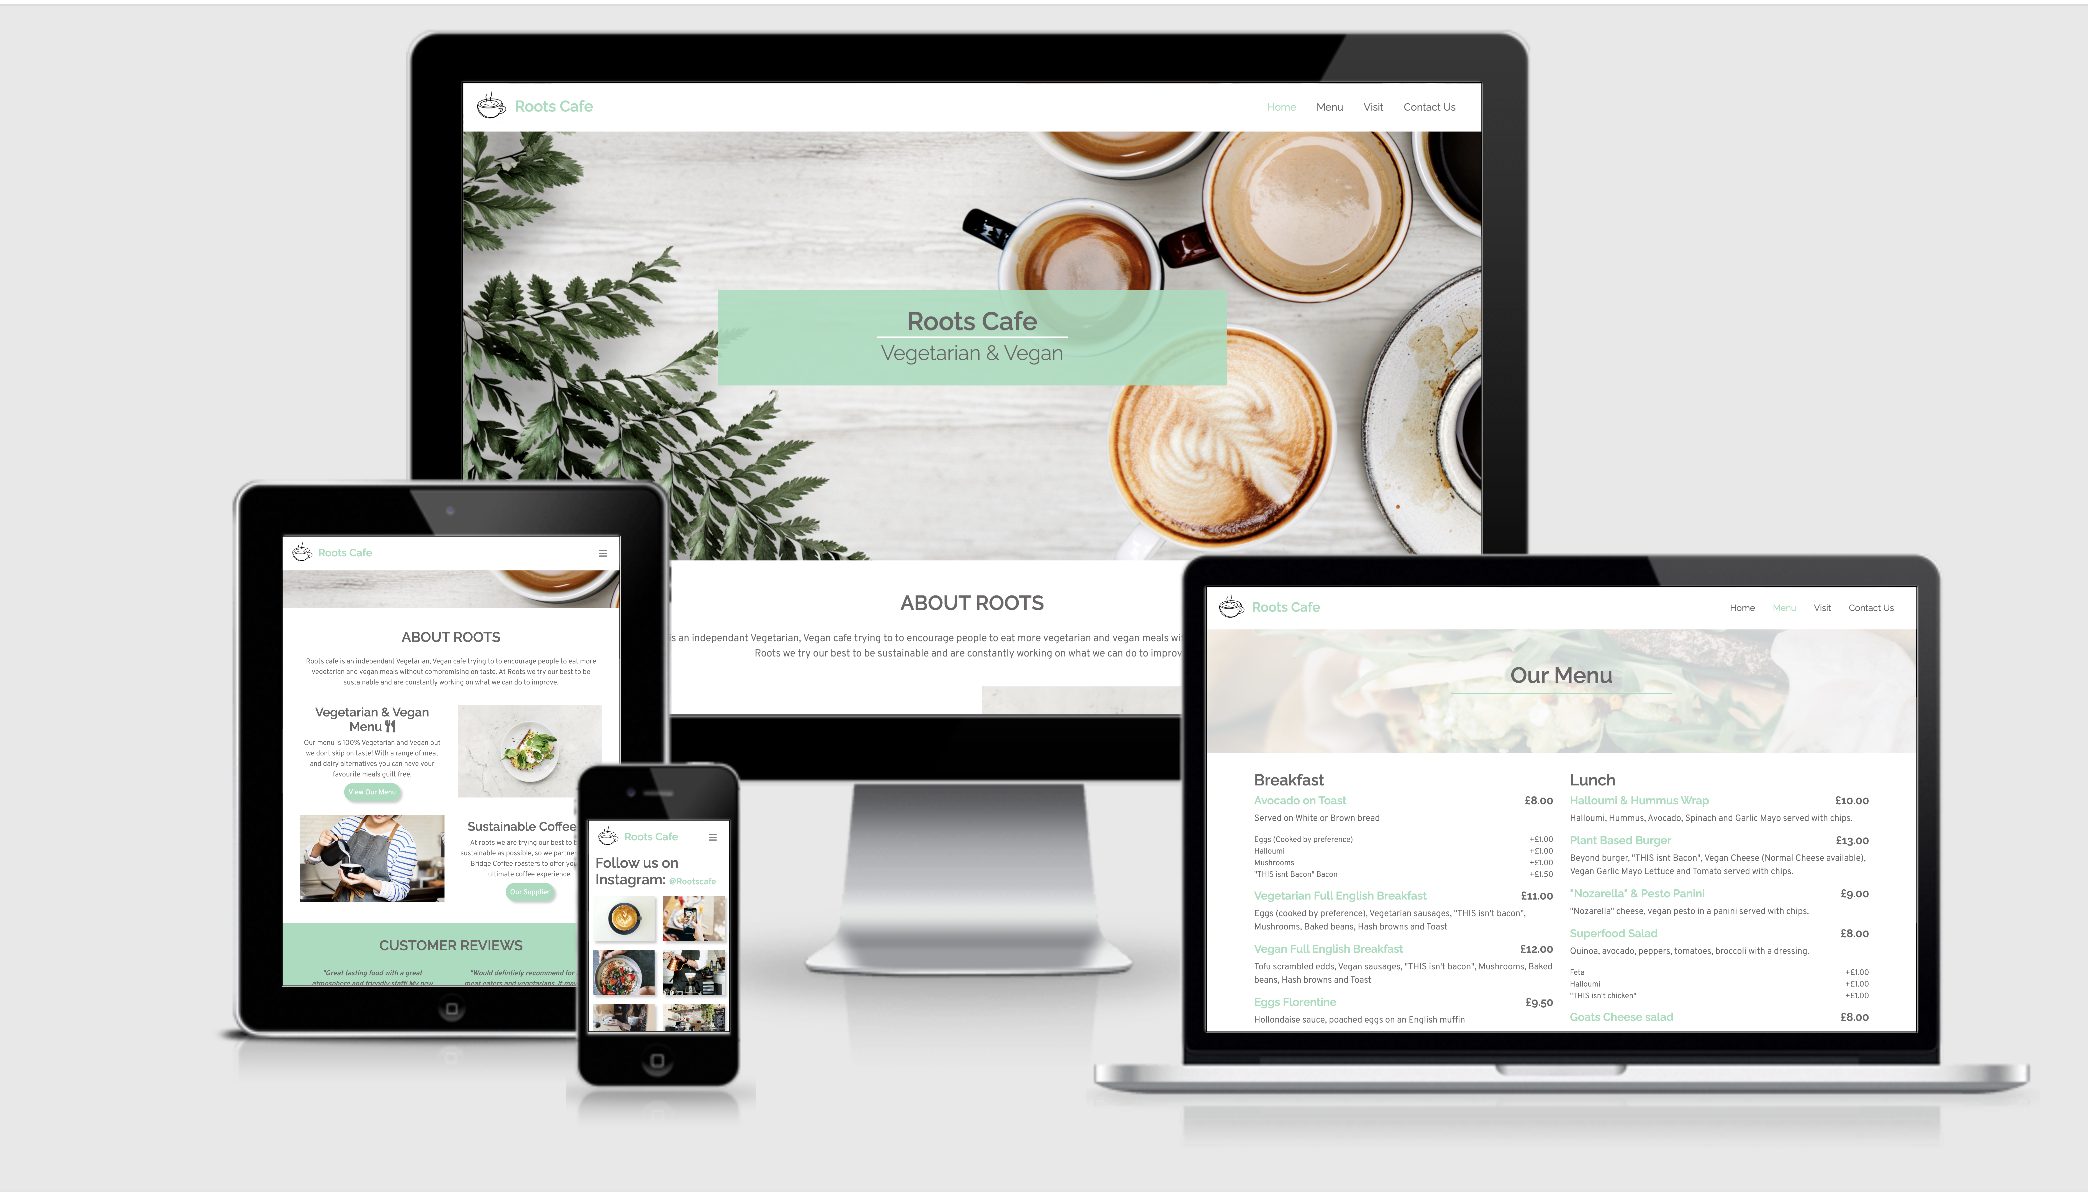 Roots Cafe
Home Menu Visit Contact Us
Roots Cafe
Vegetarian & Vegan
ABOUT ROOTS
s an independant Vegetarian, Vegan cafe trying to to encourage people to eat more vegetarian and vegan meals wi
Roots we try our best to be sustainable and are constantly working on what we can do to improv
Roots Cafe
ABOUT ROOTS
Roots cafe is an independant Vegetarian, Vegan cafe trying to to encourage people to eat more
vegetarian and vegan meals without compromising on taste. At Roots we try our best to be
sustainable and are constantly working on what we can do to improve.
Vegetarian & Vegan
Menu
Our menu is 100% Vegetarian and Vegan but
we dont skip on taste! With a range of meat
and dairy alternatives you can have your
favourite meals guilt free
View Our Menu
Sustainable Coffee
At roots we are trying our best to b
sustainable as possible, so we partner
Bridge Coffee roasters to offer you
ultimate coffee experience
Our Supplier
CUSTOMER REVIEWS
"Great tasting food with a great
atmosphere and friendly staff! My new
"Would defintiely recommend for
meat eaters and vegetarians. It
Roots Cafe
Follow us on
Instagram: @Rootscafe
Roots Cafe
Home Menu Visit Contact Us
Our Menu
Breakfast
Avocado on Toast £8.00
Served on White or Brown bread
Eggs (Cooked by preference) +£1.00
Halloumi +£1.00
Mushrooms +£1.00
"THIS isnt Bacon" Bacon +£1.50
Vegetarian Full English Breakfast £11.00
Eggs (cooked by preference), Vegetarian sausages, "THIS isn't bacon",
Mushrooms, Baked beans, Hash browns and Toast
Vegan Full English Breakfast £12.00
Tofu scrambled edds, Vegan sausages, "THIS isn't bacon", Mushrooms, Baked
beans, Hash browns and Toast
Eggs Florentine £9.50
Hollondaise sauce, poached eggs on an English muffin
Lunch
Halloumi & Hummus Wrap £10.00
Halloumi, Hummus, Avocado, Spinach and Garlic Mayo served with chips.
Plant Based Burger £13.00
Beyond burger, "THIS isnt Bacon", Vegan Cheese (Normal Cheese available),
Vegan Garlic Mayo Lettuce and Tomato served with chips.
"Nozarella" & Pesto Panini £9.00
"Nozarella" cheese, vegan pesto in a panini served with chips.
Superfood Salad £8.00
Quinoa, avocado, peppers, tomatoes, broccoli with a dressing.
Feta +£1.00
Halloumi +£1.00
"THIS isn't chicken" +£1.00
Goats Cheese salad £8.00